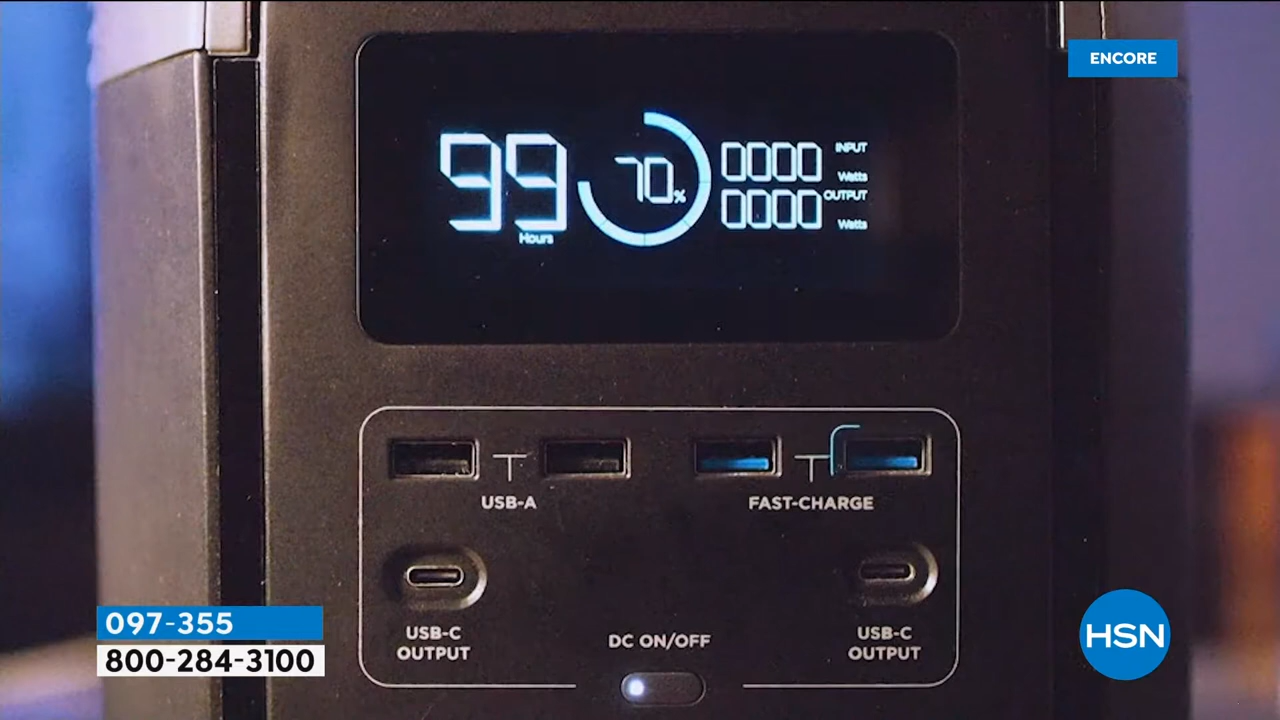 ENCORE
99
Hours
70%
0000 INPUT
Watts
0000 OUTPUT
Watts
USB-A
FAST-CHARGE
USB-C
OUTPUT
DC ON/OFF
USB-C
OUTPUT
097-355
800-284-3100
HSN